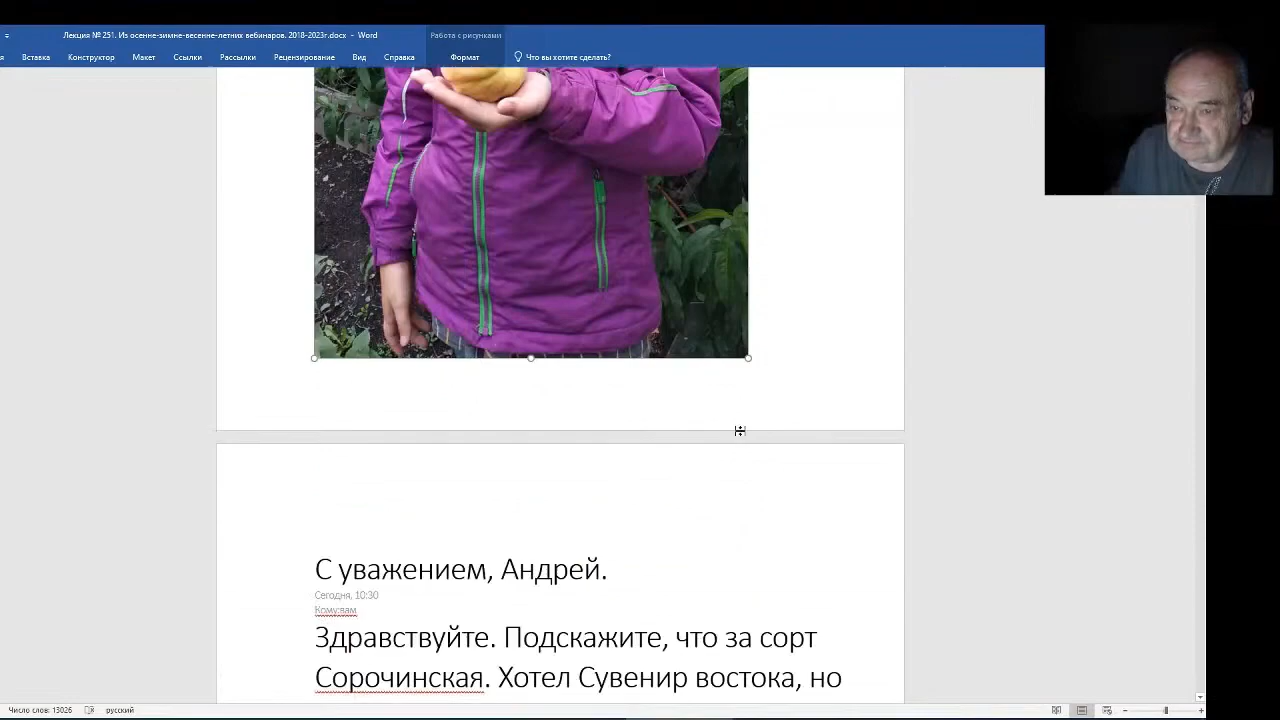 Лекция № 251. Из осенне-зимне-весенне-летних вебинаров. 2018-2023г.docx - Word
Работа с рисунками
я Вставка Конструктор Макет Ссылки Рассылки Рецензирование Вид Справка Формат Что вы хотите сделать?
С уважением, Андрей.
Сегодня, 10:30
Кому:вам
Здравствуйте. Подскажите, что за сорт
Сорочинская. Хотел Сувенир востока, но
Число слов: 13026 русский